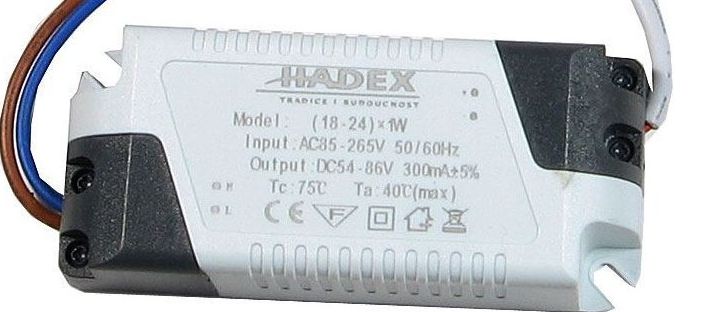 HADEX
TRADICE I BUDOUCNOST
Model: (18-24)×1W
Input:AC85-265V 50/60Hz
Output:DC54-86V 300mA±5%
Tc:75℃ Ta:40℃(max)
N
L
CE F